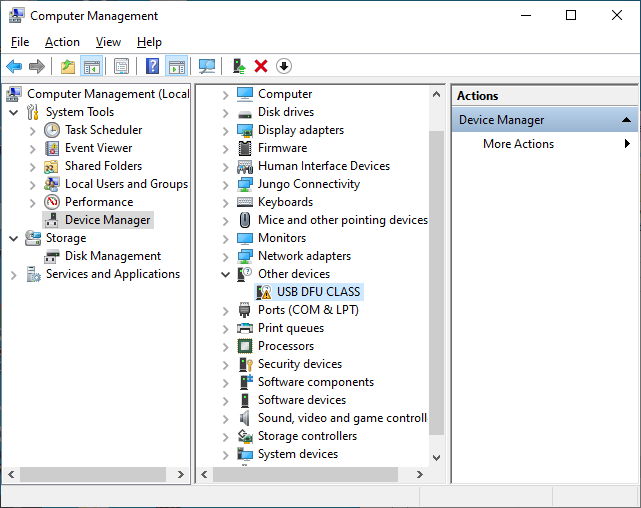 Computer Management
File Action View Help
Computer Management (Local
System Tools
Task Scheduler
Event Viewer
Shared Folders
Local Users and Groups
Performance
Device Manager
Storage
Disk Management
Services and Applications
Computer
Disk drives
Display adapters
Firmware
Human Interface Devices
Jungo Connectivity
Keyboards
Mice and other pointing devices
Monitors
Network adapters
Other devices
USB DFU CLASS
Ports (COM & LPT)
Print queues
Processors
Security devices
Software components
Software devices
Sound, video and game controll
Storage controllers
System devices
Actions
Device Manager
More Actions